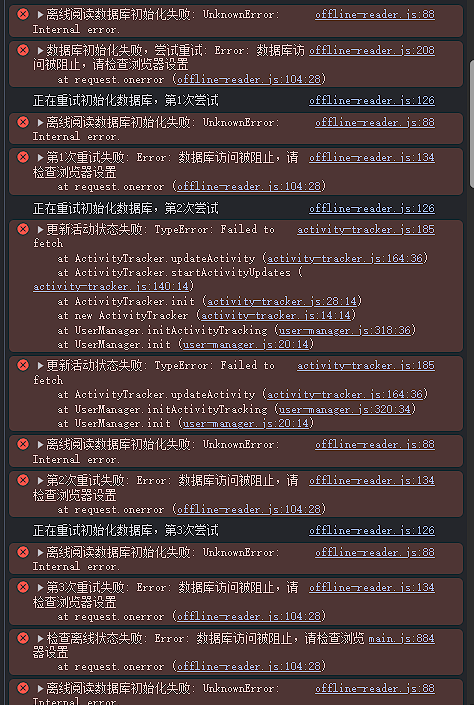 离线阅读数据库初始化失败: UnknownError: offline-reader.js:88
Internal error.
数据库初始化失败，尝试重试: Error: 数据库访 offline-reader.js:208
问被阻止，请检查浏览器设置
at request.onerror (offline-reader.js:104:28)
正在重试初始化数据库，第1次尝试 offline-reader.js:126
离线阅读数据库初始化失败: UnknownError: offline-reader.js:88
Internal error.
第1次重试失败: Error: 数据库访问被阻止，请 offline-reader.js:134
检查浏览器设置
at request.onerror (offline-reader.js:104:28)
正在重试初始化数据库，第2次尝试 offline-reader.js:126
更新活动状态失败: TypeError: Failed to activity-tracker.js:185
fetch
at ActivityTracker.updateActivity (activity-tracker.js:164:36)
at ActivityTracker.startActivityUpdates (
activity-tracker.js:140:14)
at ActivityTracker.init (activity-tracker.js:28:14)
at new ActivityTracker (activity-tracker.js:14:14)
at UserManager.initActivityTracking (user-manager.js:318:36)
at UserManager.init (user-manager.js:20:14)
更新活动状态失败: TypeError: Failed to activity-tracker.js:185
fetch
at ActivityTracker.updateActivity (activity-tracker.js:164:36)
at UserManager.initActivityTracking (user-manager.js:320:34)
at UserManager.init (user-manager.js:20:14)
离线阅读数据库初始化失败: UnknownError: offline-reader.js:88
Internal error.
第2次重试失败: Error: 数据库访问被阻止，请 offline-reader.js:134
检查浏览器设置
at request.onerror (offline-reader.js:104:28)
正在重试初始化数据库，第3次尝试 offline-reader.js:126
离线阅读数据库初始化失败: UnknownError: offline-reader.js:88
Internal error.
第3次重试失败: Error: 数据库访问被阻止，请 offline-reader.js:134
检查浏览器设置
at request.onerror (offline-reader.js:104:28)
检查离线状态失败: Error: 数据库访问被阻止，请检查浏览 main.js:884
器设置
at request.onerror (offline-reader.js:104:28)
离线阅读数据库初始化失败: UnknownError: offline-reader.js:88
Internal error.